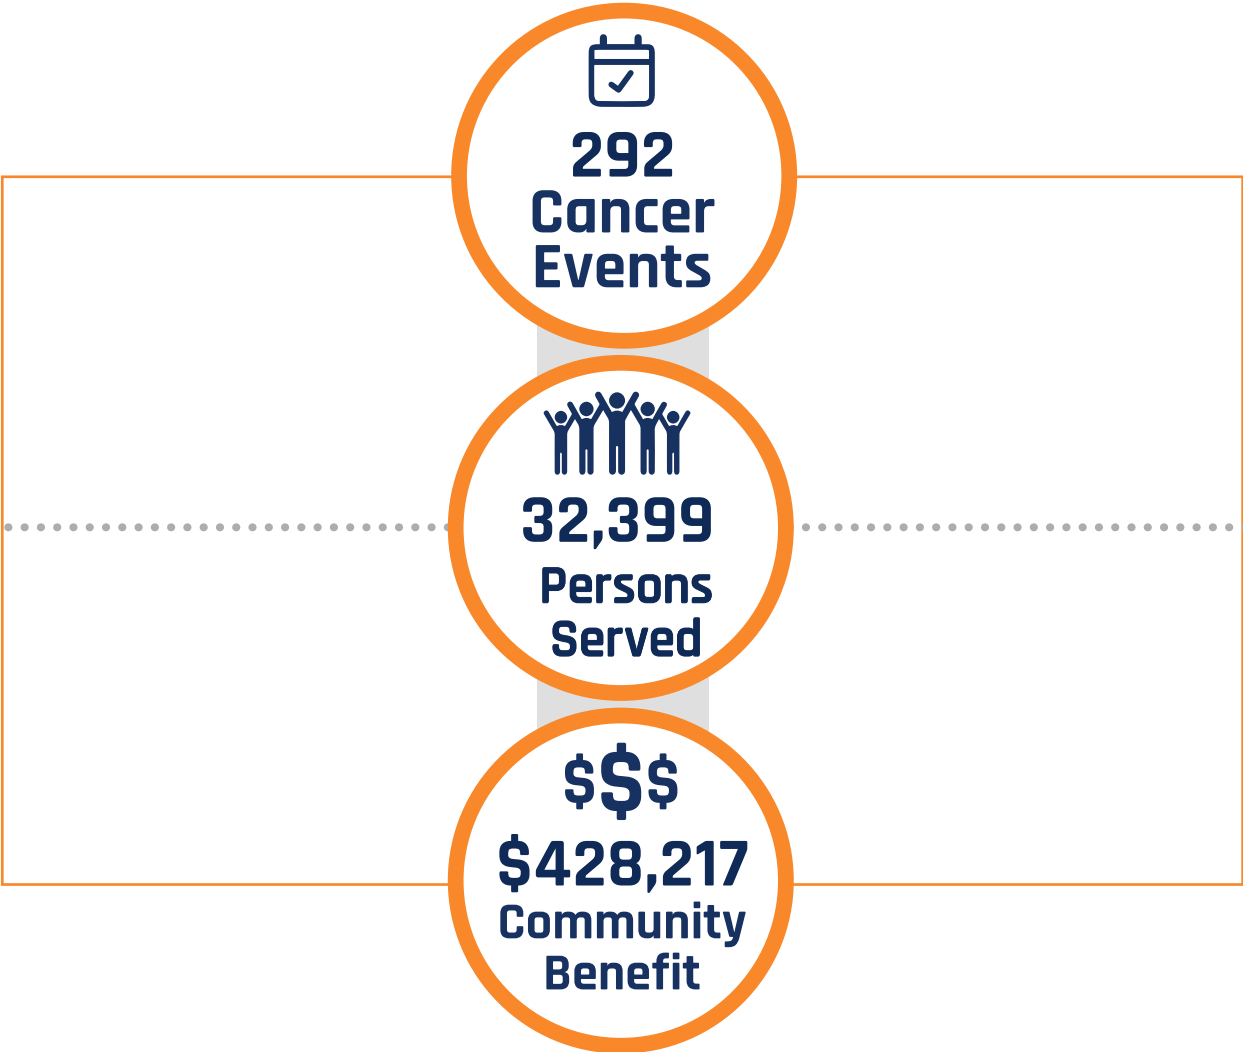 292
Cancer
Events
32,399
Persons
Served
$$$
$428,217
Community
Benefit